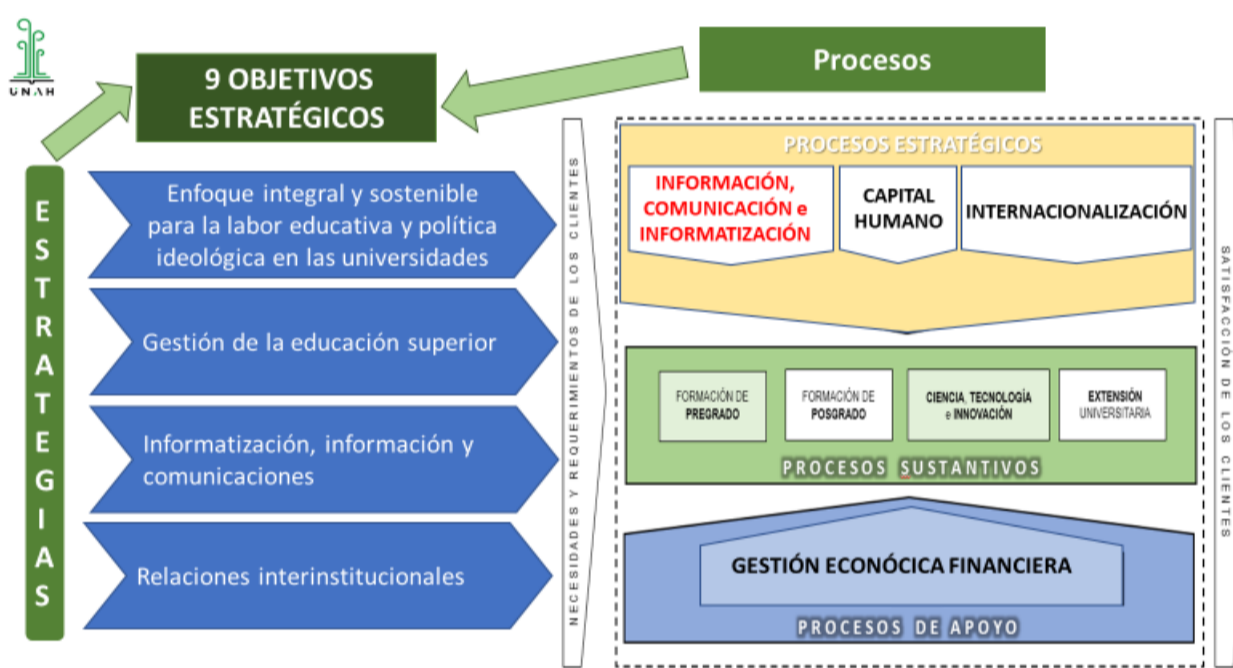 UNAH
9 OBJETIVOS
ESTRATÉGICOS
Procesos
ESTRATEGIAS
Enfoque integral y sostenible
para la labor educativa y política
ideológica en las universidades
Gestión de la educación superior
Informatización, información y
comunicaciones
Relaciones interinstitucionales
NECESIDADES Y REQUERIMIENTOS DE LOS CLIENTES
PROCESOS ESTRATÉGICOS
INFORMACIÓN,
COMUNICACIÓN e
INFORMATIZACIÓN
CAPITAL
HUMANO
INTERNACIONALIZACIÓN
FORMACIÓN DE
PREGRADO
FORMACIÓN DE
POSGRADO
CIENCIA, TECNOLOGÍA
e INNOVACIÓN
EXTENSIÓN
UNIVERSITARIA
PROCESOS SUSTANTIVOS
GESTIÓN ECONÓCICA FINANCIERA
PROCESOS DE APOYO
SATISFACCIÓN DE LOS CLIENTES